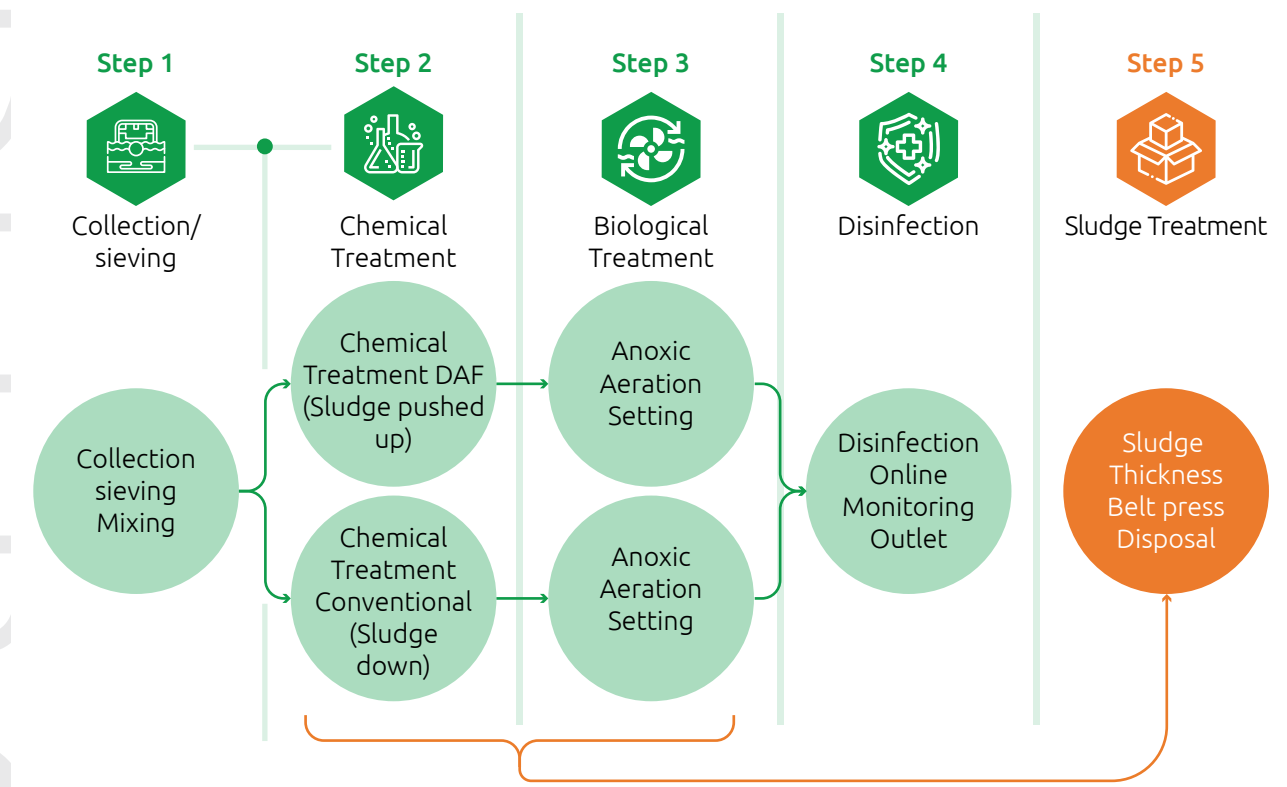 Step 1
Step 2
Step 3
Step 4
Step 5
Collection/
sieving
Chemical
Treatment
Biological
Treatment
Disinfection
Sludge Treatment
Collection
sieving
Mixing
Chemical
Treatment DAF
(Sludge pushed
up)
Anoxic
Aeration
Setting
Chemical
Treatment
Conventional
(Sludge
down)
Anoxic
Aeration
Setting
Disinfection
Online
Monitoring
Outlet
Sludge
Thickness
Belt press
Disposal